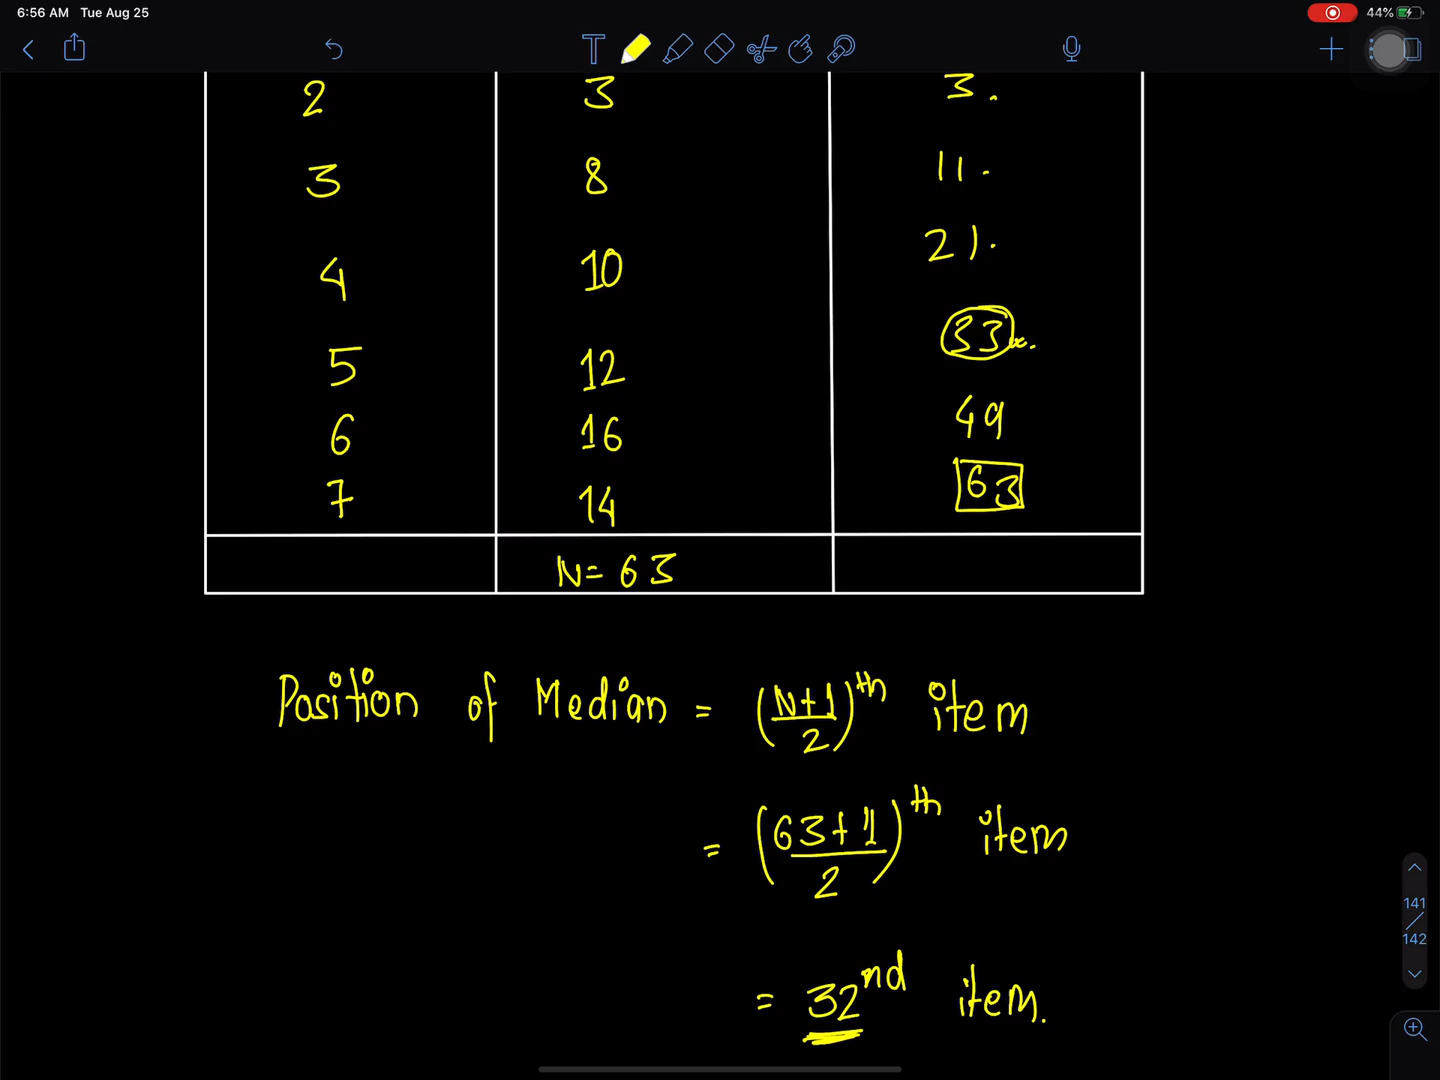 6:56 AM Tue Aug 25
44%
2 3 3.
3 8 11.
4 10 21.
5 12 33
6 16 49
7 14 63
N= 63
Position of Median = (N+1/2)th item
= (63+1/2)th item
= 32nd item.
141
/
142